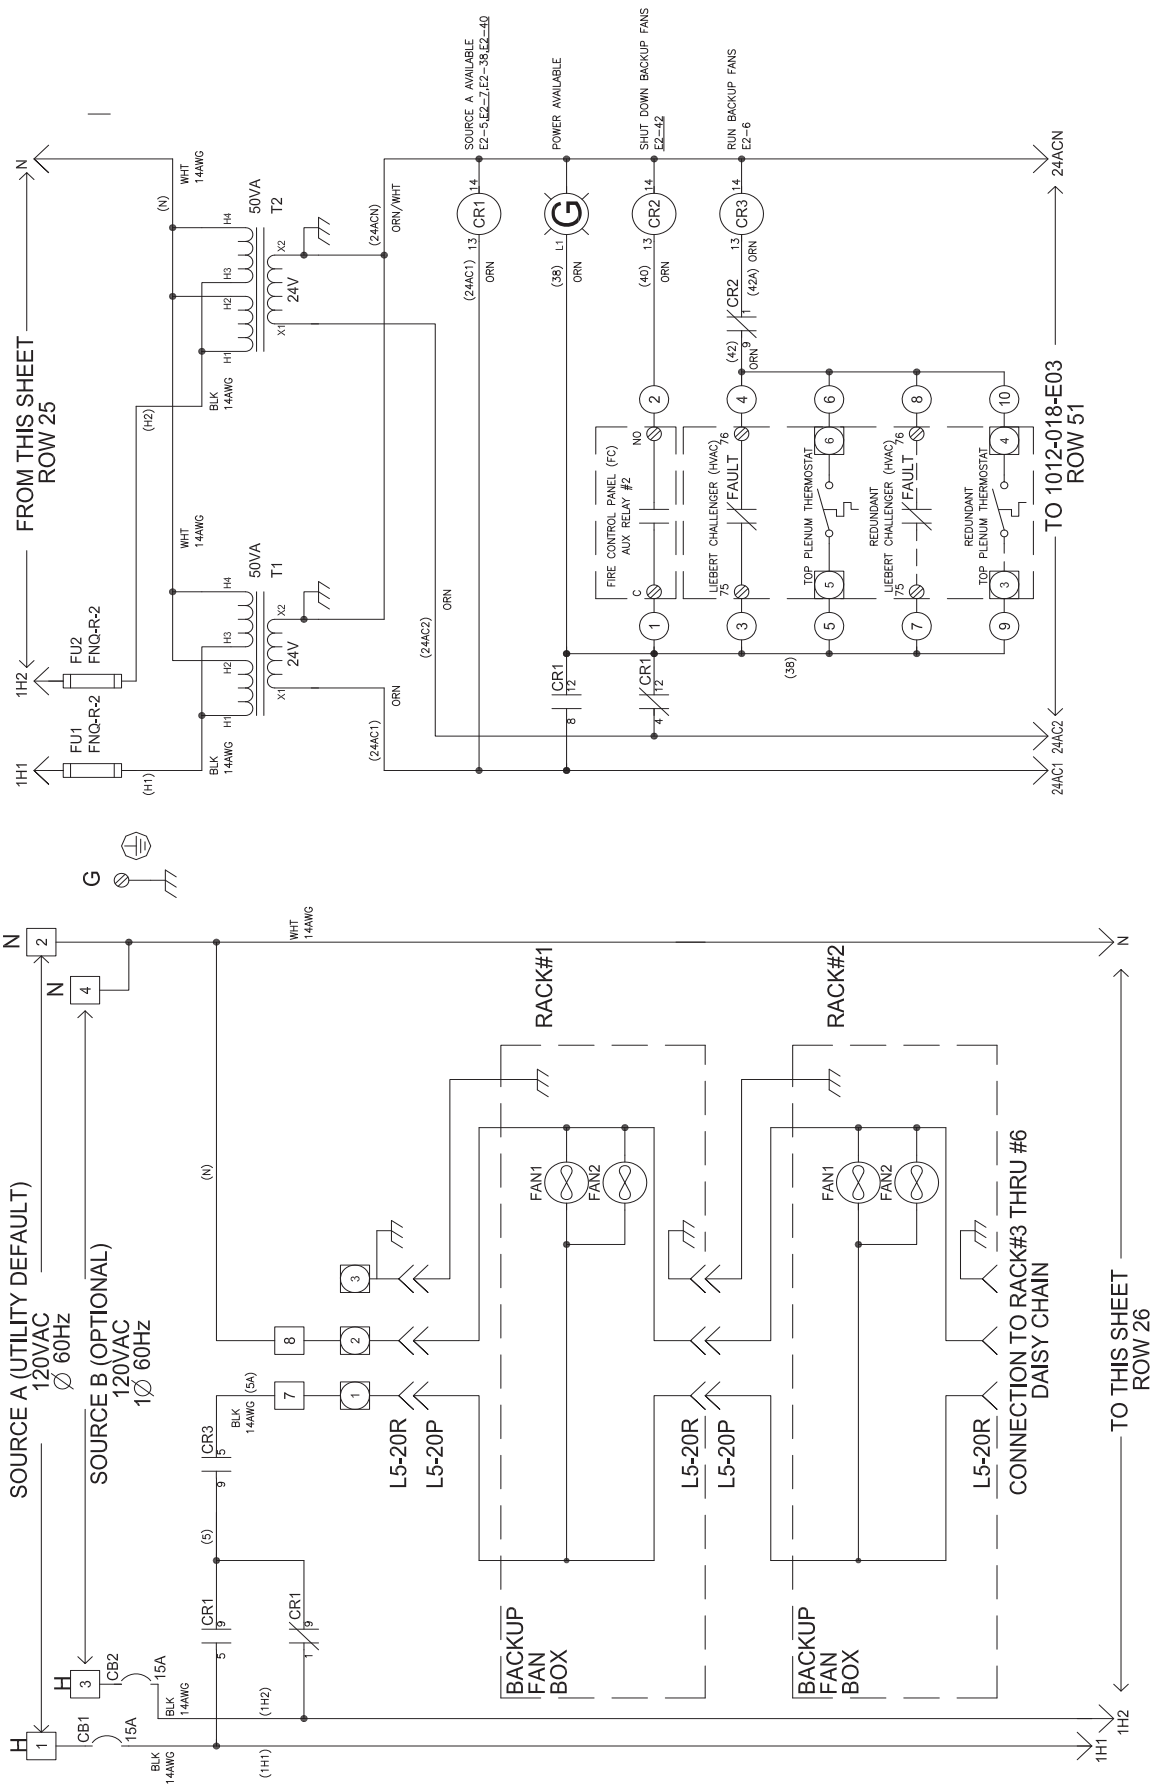 SOURCE A (UTILITY DEFAULT)
120VAC
∅ 60Hz
SOURCE B (OPTIONAL)
120VAC
1∅ 60Hz
H
1
N
2
H
3
N
4
G
CB1
15A
CB2
15A
BLK
14AWG
BLK
14AWG
(1H1)
(1H2)
CR1
5
9
CR1
1
9
(5)
CR3
9
5
BLK
14AWG
(5A)
(N)
WHT
14AWG
7
8
1
2
3
L5-20R
L5-20P
BACKUP
FAN
BOX
RACK#1
FAN1
FAN2
L5-20R
L5-20P
BACKUP
FAN
BOX
RACK#2
FAN1
FAN2
L5-20R
CONNECTION TO RACK#3 THRU #6
DAISY CHAIN
1H1
1H2
N
TO THIS SHEET
ROW 26
1H1
1H2
N
FROM THIS SHEET
ROW 25
FU1
FNQ-R-2
FU2
FNQ-R-2
(H1)
(H2)
(N)
BLK
14AWG
BLK
14AWG
WHT
14AWG
WHT
14AWG
H1
H2
H3
H4
50VA
T1
X1
24V
X2
H1
H2
H3
H4
50VA
T2
X1
24V
X2
(24AC1)
ORN
(24AC2)
ORN
(24ACN)
ORN/WHT
(24AC1)
ORN
13
CR1
14
SOURCE A AVAILABLE
E2-5,E2-7,E2-38,E2-40
CR1
8
12
(38)
ORN
L1
G
POWER AVAILABLE
CR1
4
12
1
C
FIRE CONTROL PANEL (FC)
AUX RELAY #2
NO
2
(40)
ORN
13
CR2
14
SHUT DOWN BACKUP FANS
E2-42
3
75
LIEBERT CHALLENGER (HVAC)
FAULT
76
4
(42)
ORN
9
CR2
1
(42A)
ORN
13
CR3
14
RUN BACKUP FANS
E2-6
(38)
5
5
TOP PLENUM THERMOSTAT
6
6
7
75
REDUNDANT
LIEBERT CHALLENGER (HVAC)
FAULT
76
8
9
3
REDUNDANT
TOP PLENUM THERMOSTAT
4
10
24AC1
24AC2
24ACN
TO 1012-018-E03
ROW 51